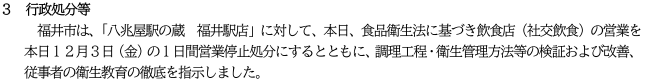 ３　行政処分等
福井市は、「八兆屋駅の蔵　福井駅店」に対して、本日、食品衛生法に基づき飲食店（社交飲食）の営業を
本日１２月３日（金）の１日間営業停止処分にするとともに、調理工程・衛生管理方法等の検証および改善、
従事者の衛生教育の徹底を指示しました。